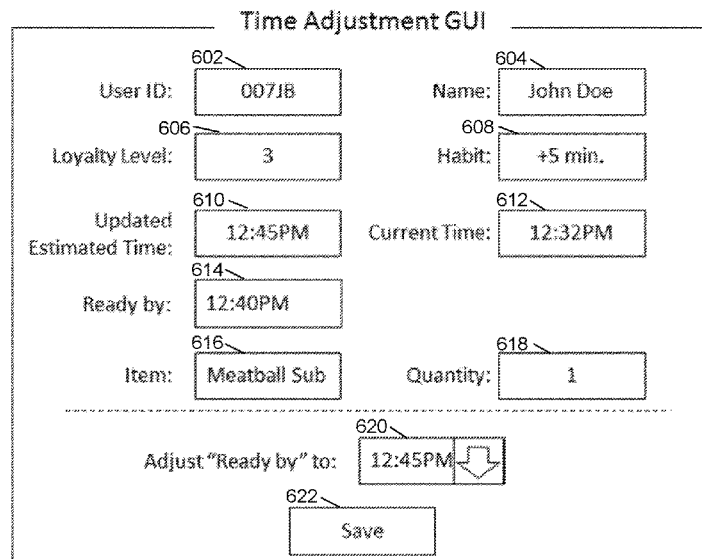 Time Adjustment GUI
602 604
User ID: 007JB Name: John Doe
606 608
Loyalty Level: 3 Habit: +5 min.
610 612
Updated
Estimated Time: 12:45PM Current Time: 12:32PM
614
Ready by: 12:40PM
616 618
Item: Meatball Sub Quantity: 1
620
Adjust "Ready by" to: 12:45PM
622
Save